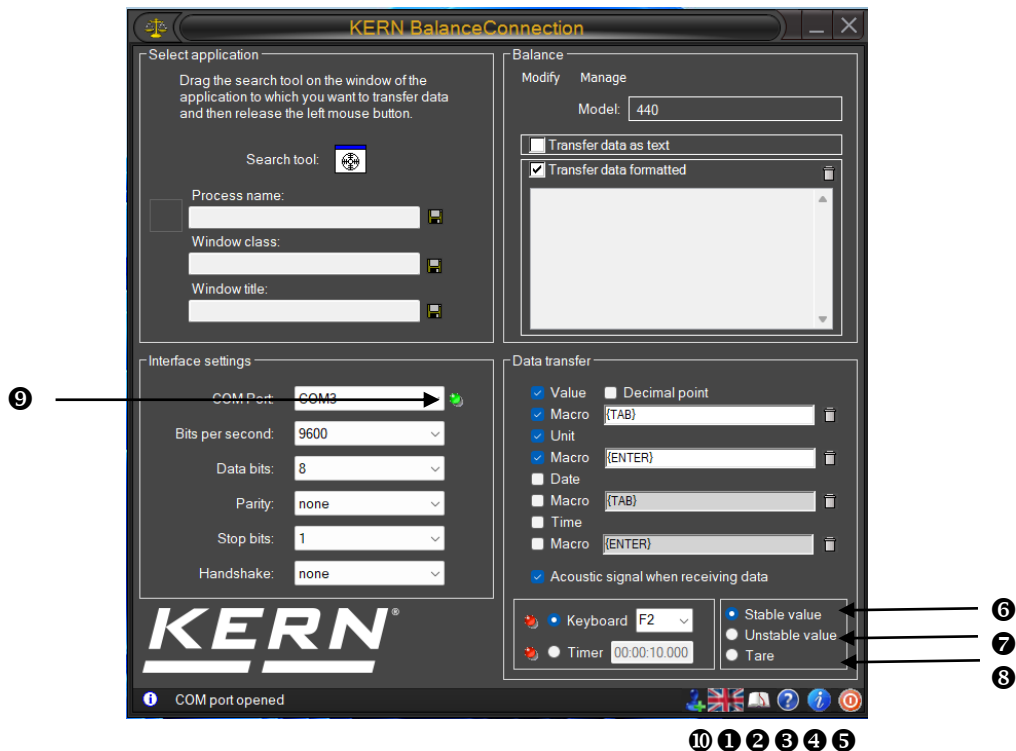 KERN BalanceConnection
Select application
Drag the search tool on the window of the
application to which you want to transfer data
and then release the left mouse button.
Search tool:
Process name:
Window class:
Window title:
Balance
Modify Manage
Model: 440
Transfer data as text
Transfer data formatted
Interface settings
COM Port: COM3
Bits per second: 9600
Data bits: 8
Parity: none
Stop bits: 1
Handshake: none
❾
KERN®
Data transfer
Value Decimal point
Macro {TAB}
Unit
Macro {ENTER}
Date
Macro {TAB}
Time
Macro {ENTER}
Acoustic signal when receiving data
Keyboard F2
Timer 00:00:10.000
Stable value
Unstable value
Tare
❻
❼
❽
COM port opened
❿ ❶ ❷ ❸ ❹ ❺